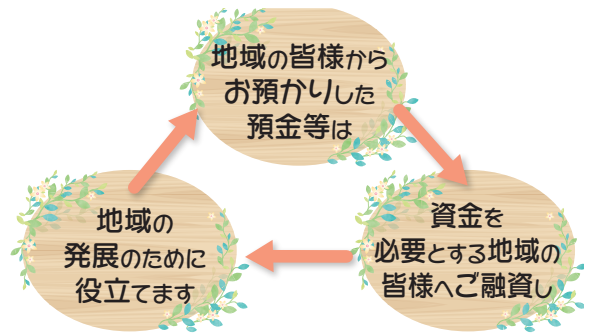 地域の皆様から
お預かりした
預金等は
資金を
必要とする地域の
皆様へご融資し
地域の
発展のために
役立てます